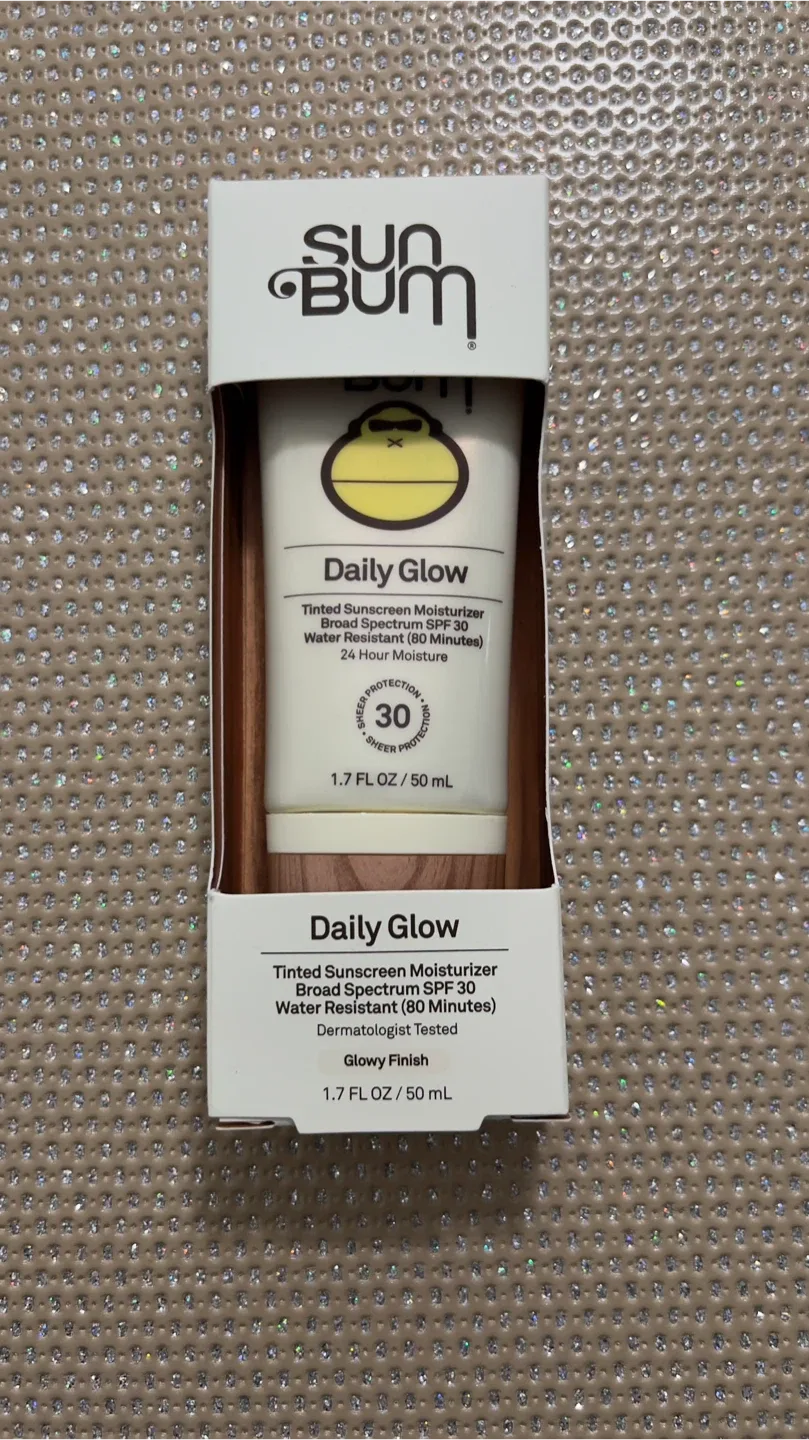 SUN
BUM
®
BUM
Daily Glow
Tinted Sunscreen Moisturizer
Broad Spectrum SPF 30
Water Resistant (80 Minutes)
24 Hour Moisture
SHEER PROTECTION • SHEER PROTECTION •
30
1.7 FL OZ / 50 mL
Daily Glow
Tinted Sunscreen Moisturizer
Broad Spectrum SPF 30
Water Resistant (80 Minutes)
Dermatologist Tested
Glowy Finish
1.7 FL OZ / 50 mL